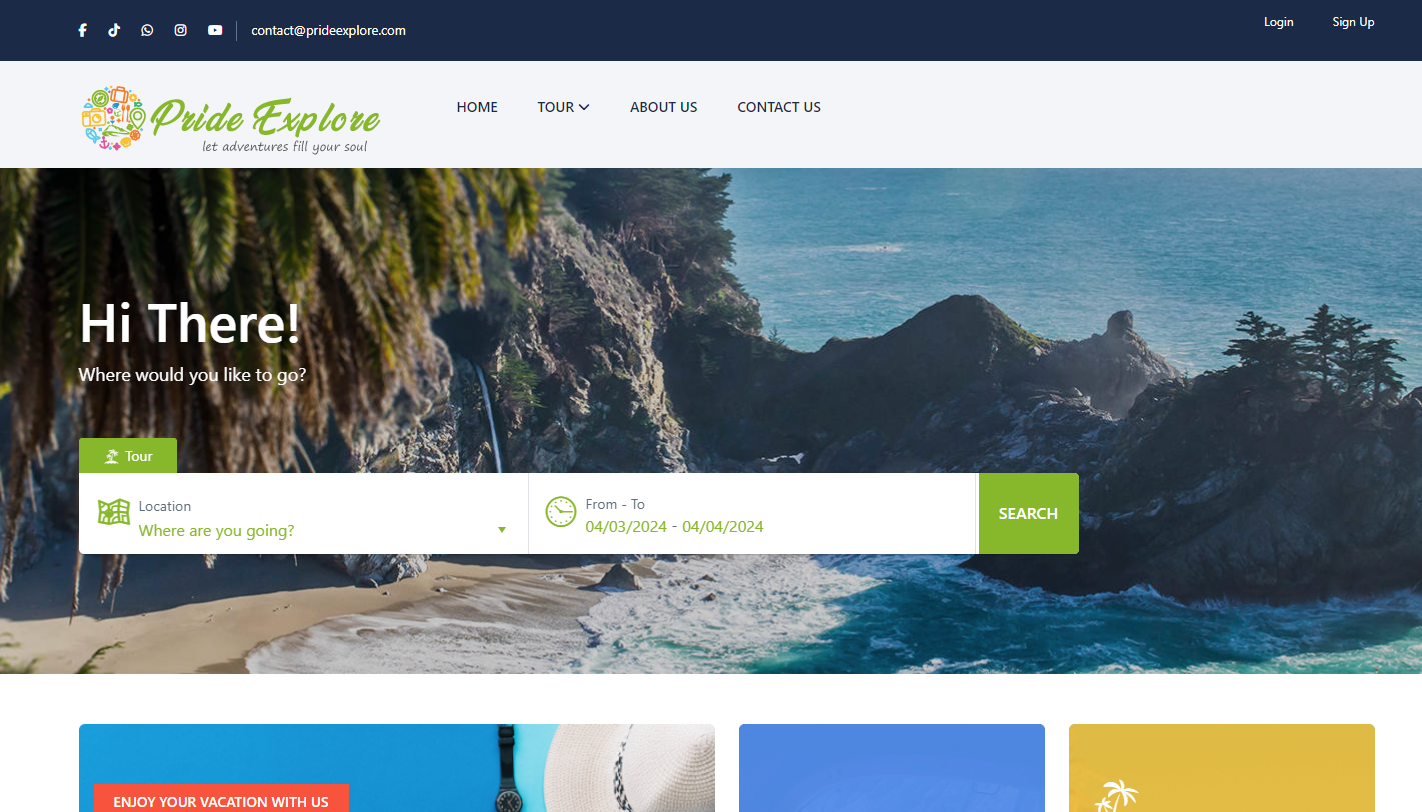 contact@prideexplore.com
Login
Sign Up
Pride Explore
let adventures fill your soul
HOME
TOUR
ABOUT US
CONTACT US
Hi There!
Where would you like to go?
Tour
Location
Where are you going?
From - To
04/03/2024 - 04/04/2024
SEARCH
ENJOY YOUR VACATION WITH US